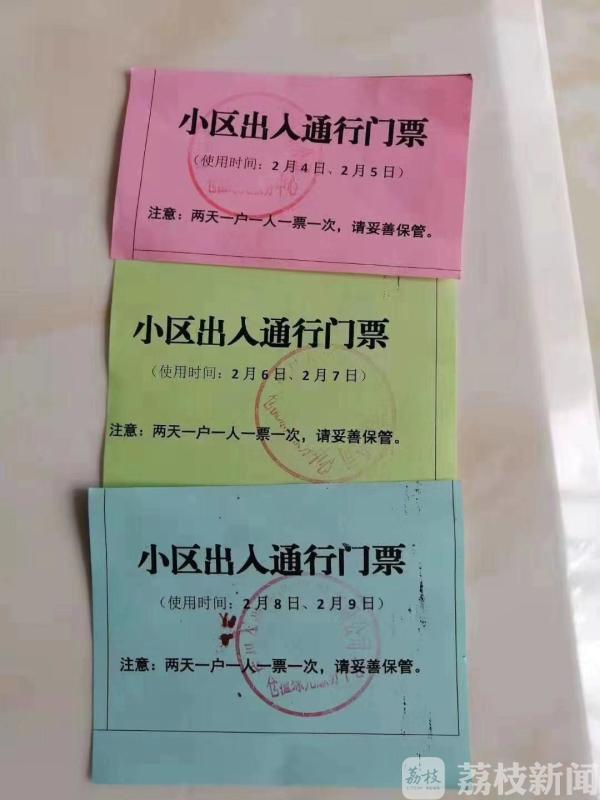 小区出入通行门票
（使用时间：2月4日、2月5日）
注意：两天一户一人一票一次，请妥善保管。
小区出入通行门票
（使用时间：2月6日、2月7日）
注意：两天一户一人一票一次，请妥善保管。
小区出入通行门票
（使用时间：2月8日、2月9日）
注意：两天一户一人一票一次，请妥善保管。
荔枝
荔枝新闻